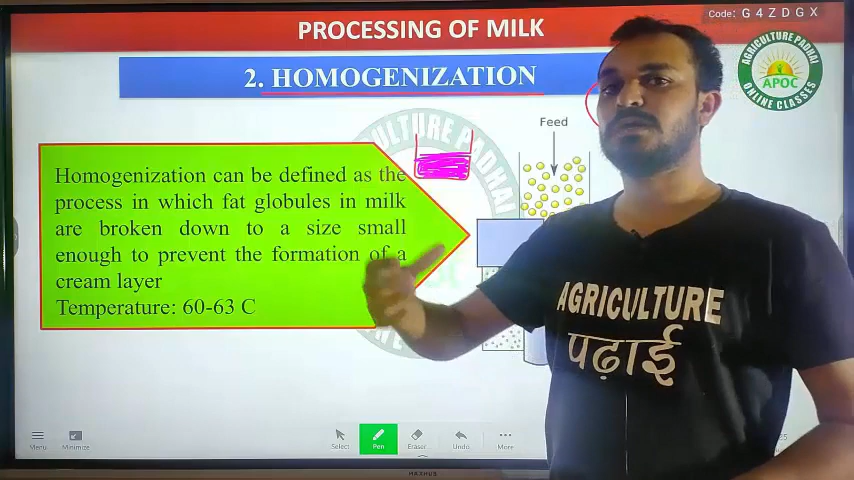 Code: G4ZDGX
PROCESSING OF MILK
AGRICULTURE PADHAI
APOC
ONLINE CLASSES
2. HOMOGENIZATION
Feed
Homogenization can be defined as the
process in which fat globules in milk
are broken down to a size small
enough to prevent the formation of a
cream layer
Temperature: 60-63 C
AGRICULTURE
पढ़ाई
Menu
Minimize
Select
Pen
Eraser
Undo
More